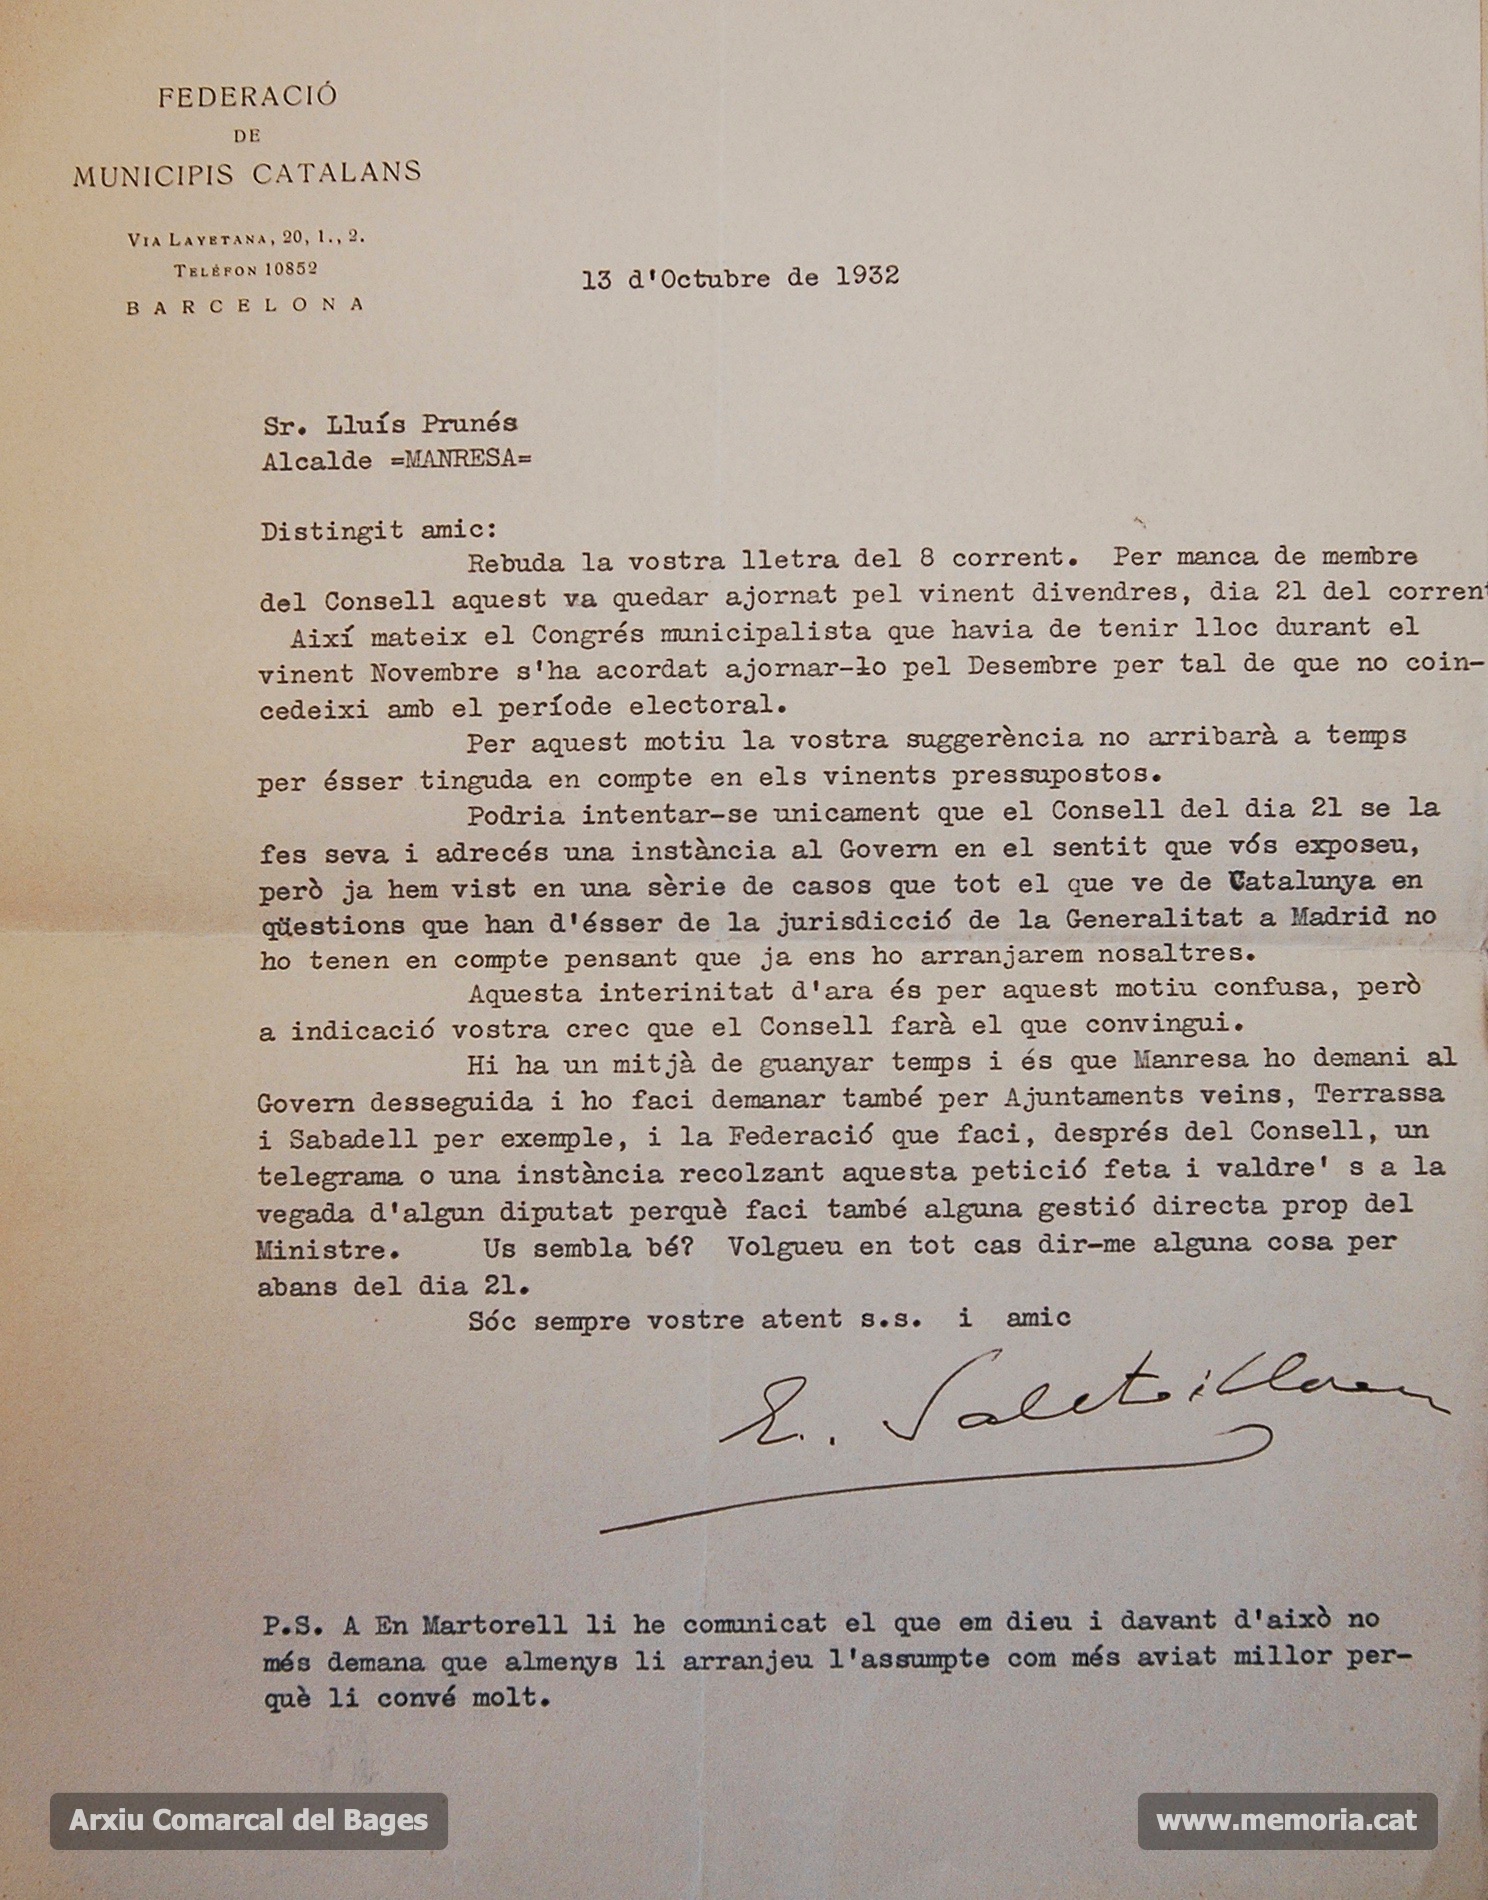 FEDERACIÓ
DE
MUNICIPIS CATALANS
VIA LAYETANA, 20, 1., 2.
TELÉFON 10852
BARCELONA
13 d'Octubre de 1932
Sr. Lluís Prunés
Alcalde =MANRESA=
Distingit amic:
Rebuda la vostra lletra del 8 corrent. Per manca de membre
del Consell aquest va quedar ajornat pel vinent divendres, dia 21 del corrent
Així mateix el Congrés municipalista que havia de tenir lloc durant el
vinent Novembre s'ha acordat ajornar-lo pel Desembre per tal de que no coin-
cedeixi amb el període electoral.
Per aquest motiu la vostra suggerència no arribarà a temps
per ésser tinguda en compte en els vinents pressupostos.
Podria intentar-se unicament que el Consell del dia 21 se la
fes seva i adrecés una instància al Govern en el sentit que vós exposeu,
però ja hem vist en una sèrie de casos que tot el que ve de Catalunya en
qüestions que han d'ésser de la jurisdicció de la Generalitat a Madrid no
ho tenen en compte pensant que ja ens ho arranjarem nosaltres.
Aquesta interinitat d'ara és per aquest motiu confusa, però
a indicació vostra crec que el Consell farà el que convingui.
Hi ha un mitjà de guanyar temps i és que Manresa ho demani al
Govern desseguida i ho faci demanar també per Ajuntaments veins, Terrassa
i Sabadell per exemple, i la Federació que faci, després del Consell, un
telegrama o una instància recolzant aquesta petició feta i valdre' s a la
vegada d'algun diputat perquè faci també alguna gestió directa prop del
Ministre. Us sembla bé? Volgueu en tot cas dir-me alguna cosa per
abans del dia 21.
Sóc sempre vostre atent s.s. i amic
E.
P.S. A En Martorell li he comunicat el que em dieu i davant d'això no
més demana que almenys li arranjeu l'assumpte com més aviat millor per-
què li convé molt.
Arxiu Comarcal del Bages
www.memoria.cat